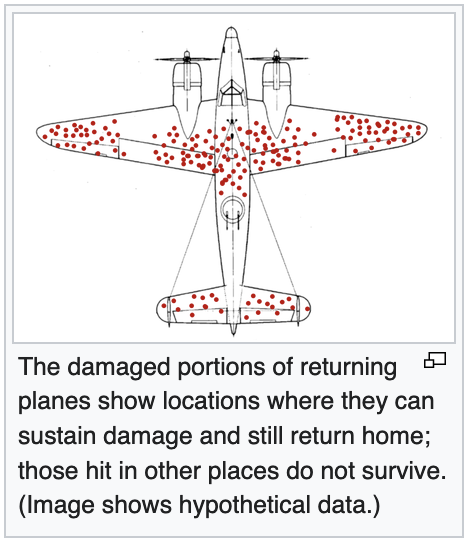 The damaged portions of returning
planes show locations where they can
sustain damage and still return home;
those hit in other places do not survive.
(Image shows hypothetical data.)